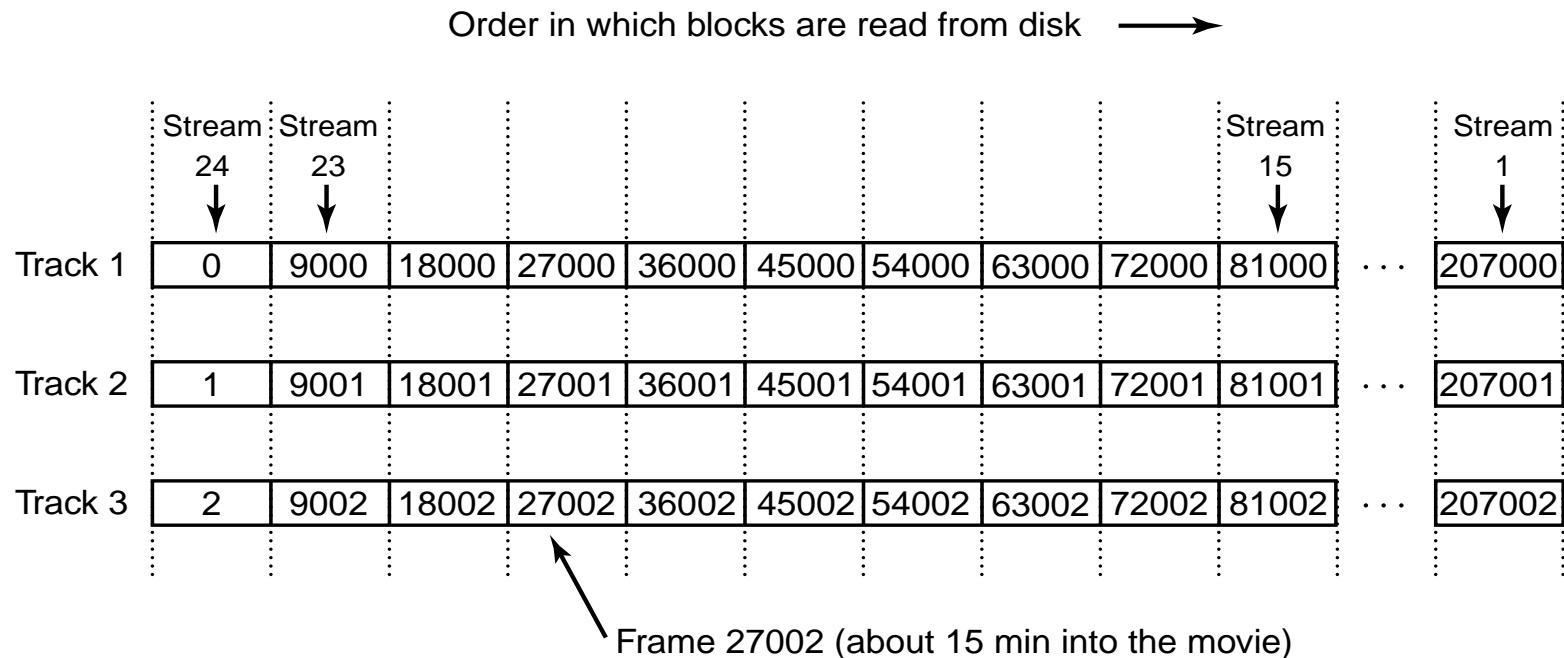 Order in which blocks are read from disk
Stream Stream Stream Stream
24 23 15 1
Track 1 0 9000 18000 27000 36000 45000 54000 63000 72000 81000 . . . 207000
Track 2 1 9001 18001 27001 36001 45001 54001 63001 72001 81001 . . . 207001
Track 3 2 9002 18002 27002 36002 45002 54002 63002 72002 81002 . . . 207002
Frame 27002 (about 15 min into the movie)